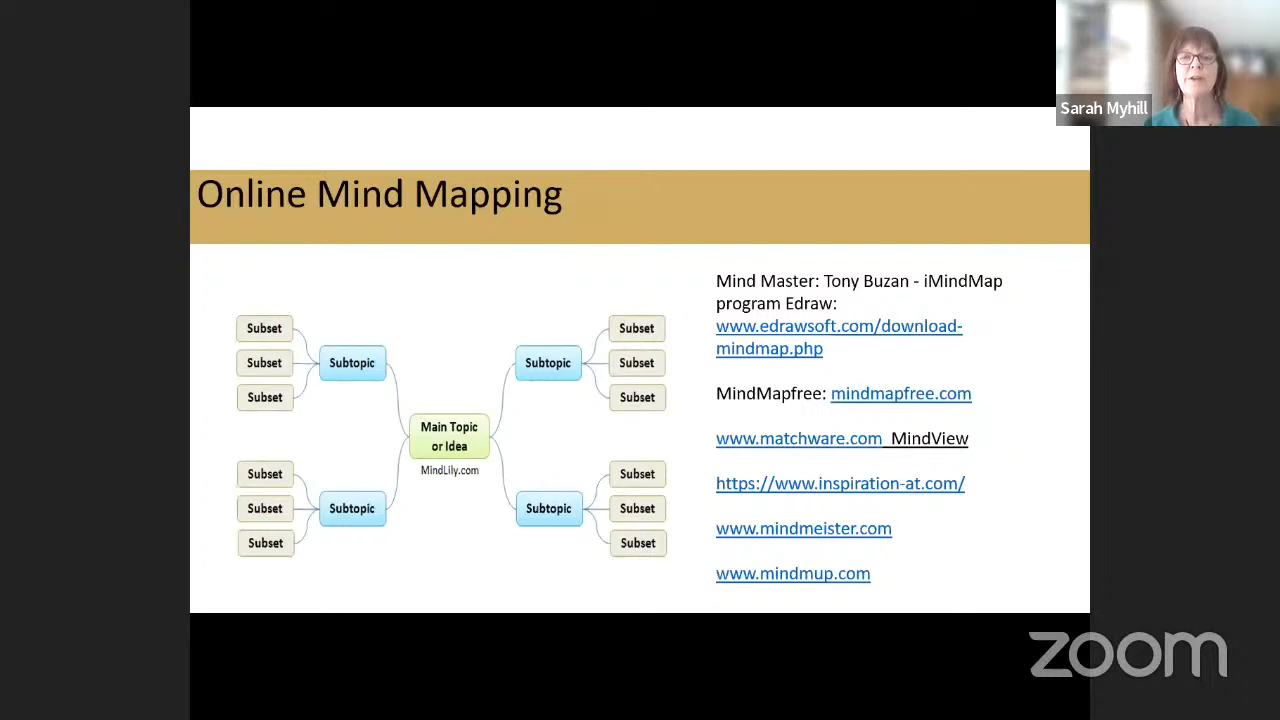 Sarah Myhill
Online Mind Mapping
Mind Master: Tony Buzan - iMindMap
program Edraw:
www.edrawsoft.com/download-
mindmap.php
MindMapfree: mindmapfree.com
www.matchware.com MindView
https://www.inspiration-at.com/
www.mindmeister.com
www.mindmup.com
Subset
Subset
Subset
Subtopic
Subtopic
Subset
Subset
Subset
Main Topic
or Idea
MindLily.com
Subset
Subset
Subset
Subtopic
Subtopic
Subset
Subset
Subset
zoom